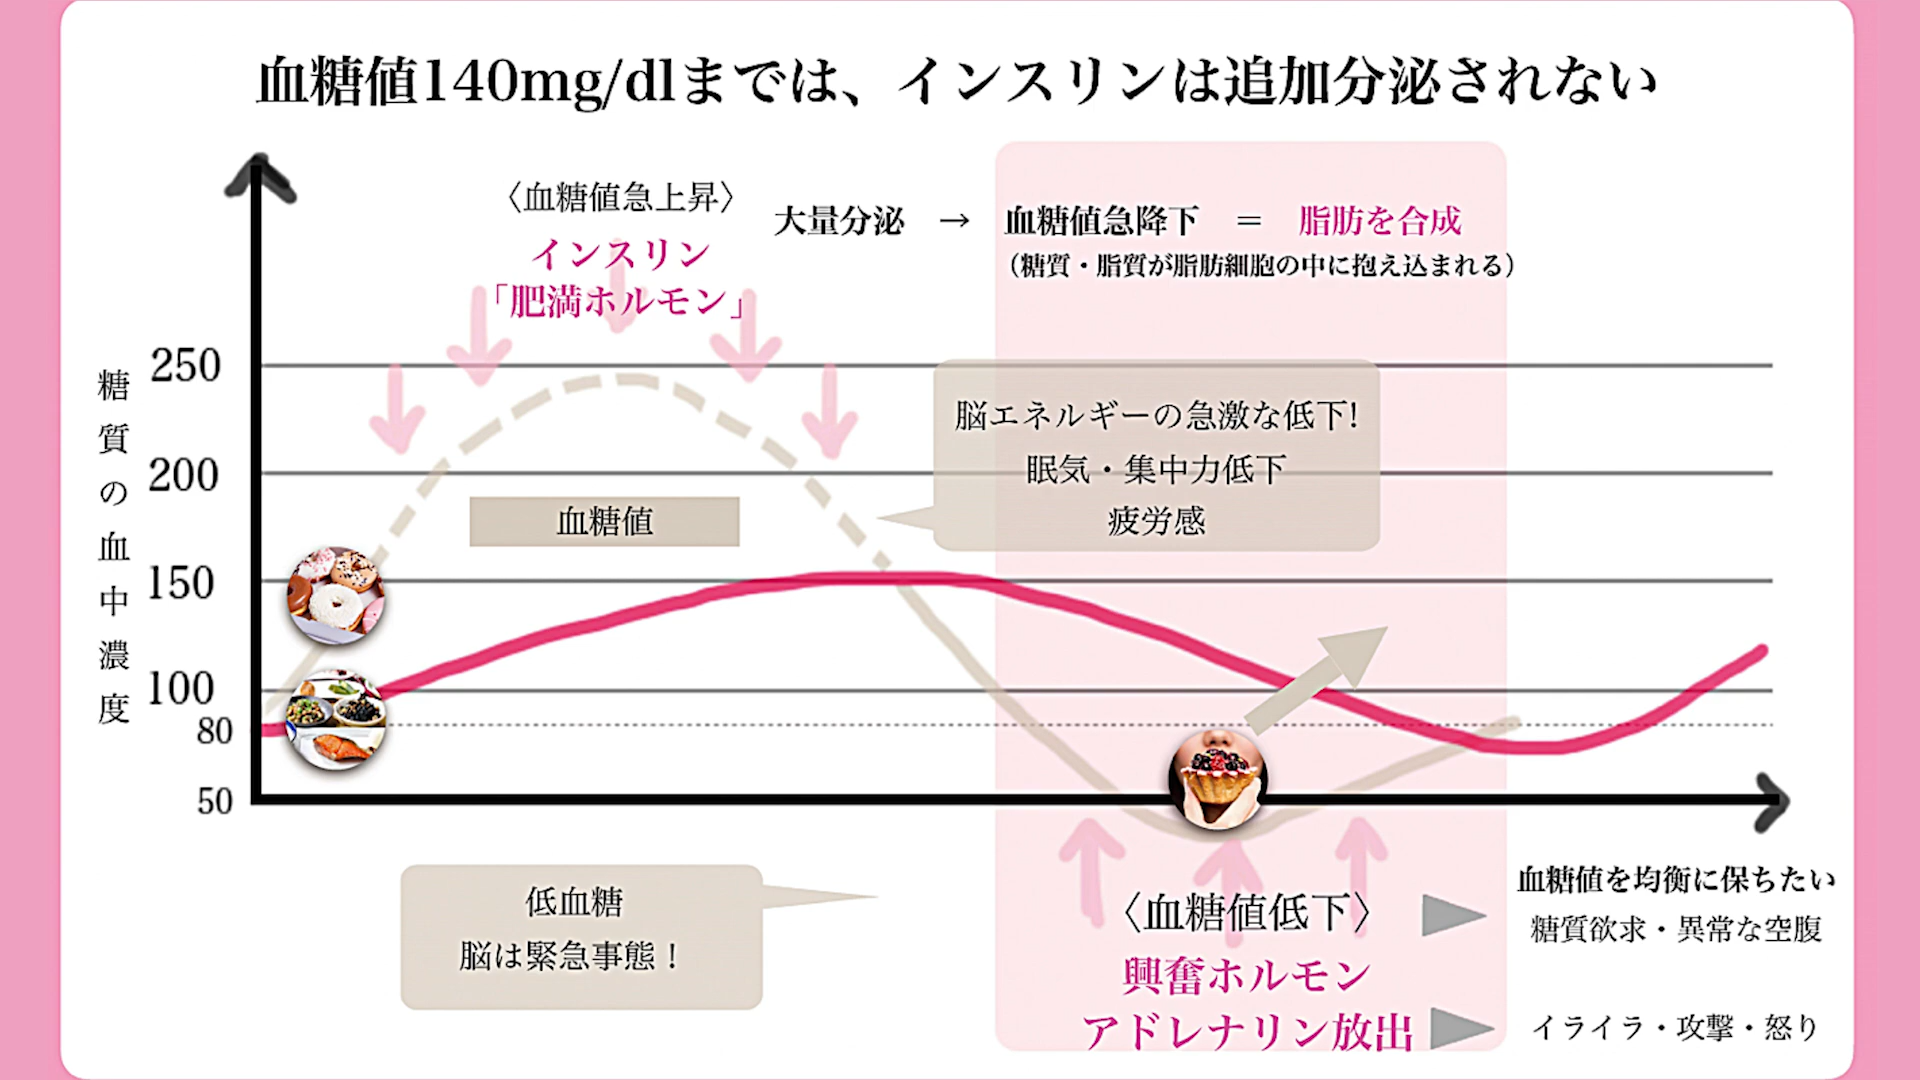 血糖値140mg/dlまでは、インスリンは追加分泌されない
〈血糖値急上昇〉
インスリン
「肥満ホルモン」
大量分泌 → 血糖値急降下 = 脂肪を合成
（糖質・脂質が脂肪細胞の中に抱え込まれる）
糖質の血中濃度
250
200
150
100
80
50
血糖値
脳エネルギーの急激な低下!
眠気・集中力低下
疲労感
低血糖
脳は緊急事態！
〈血糖値低下〉
興奮ホルモン
アドレナリン放出
血糖値を均衡に保ちたい
糖質欲求・異常な空腹
イライラ・攻撃・怒り